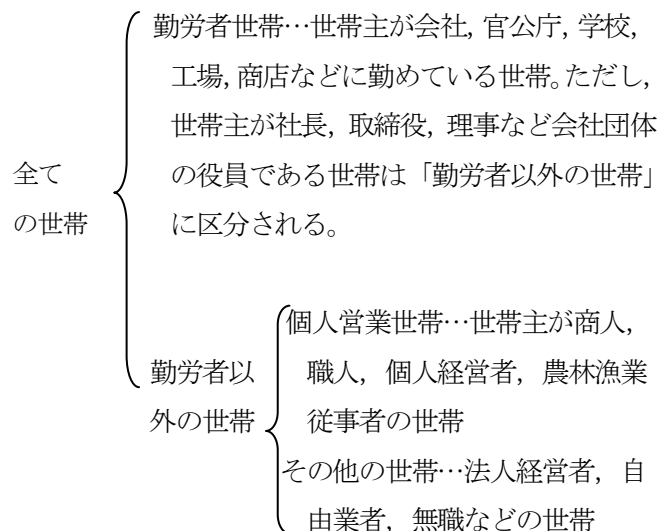 勤労者世帯…世帯主が会社, 官公庁, 学校,
工場, 商店などに勤めている世帯。ただし,
世帯主が社長, 取締役, 理事など会社団体
の役員である世帯は「勤労者以外の世帯」
に区分される。
全て
の世帯
個人営業世帯…世帯主が商人,
職人, 個人経営者, 農林漁業
従事者の世帯
勤労者以
外の世帯
その他の世帯…法人経営者, 自
由業者, 無職などの世帯